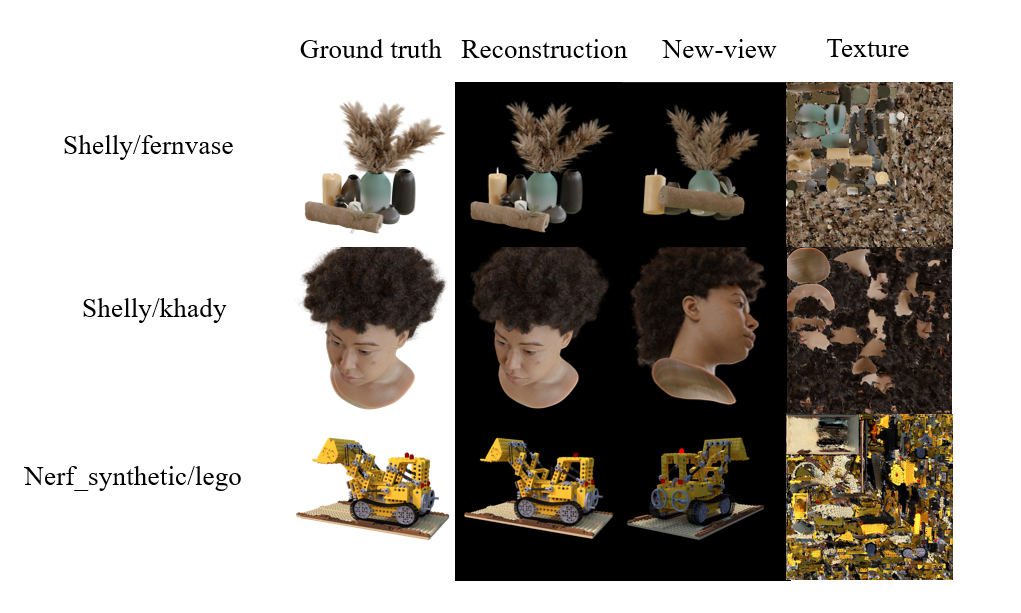 Ground truth Reconstruction New-view Texture
Shelly/fernvase
Shelly/khady
Nerf_synthetic/lego